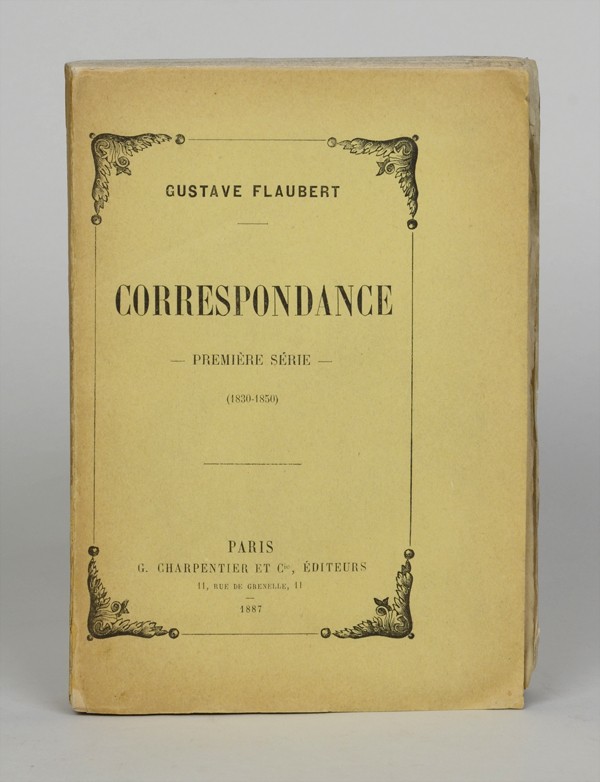 GUSTAVE FLAUBERT
CORRESPONDANCE
— PREMIÈRE SÉRIE —
(1830-1850)
PARIS
G. CHARPENTIER ET Cie, ÉDITEURS
11, RUE DE GRENELLE, 11
1887